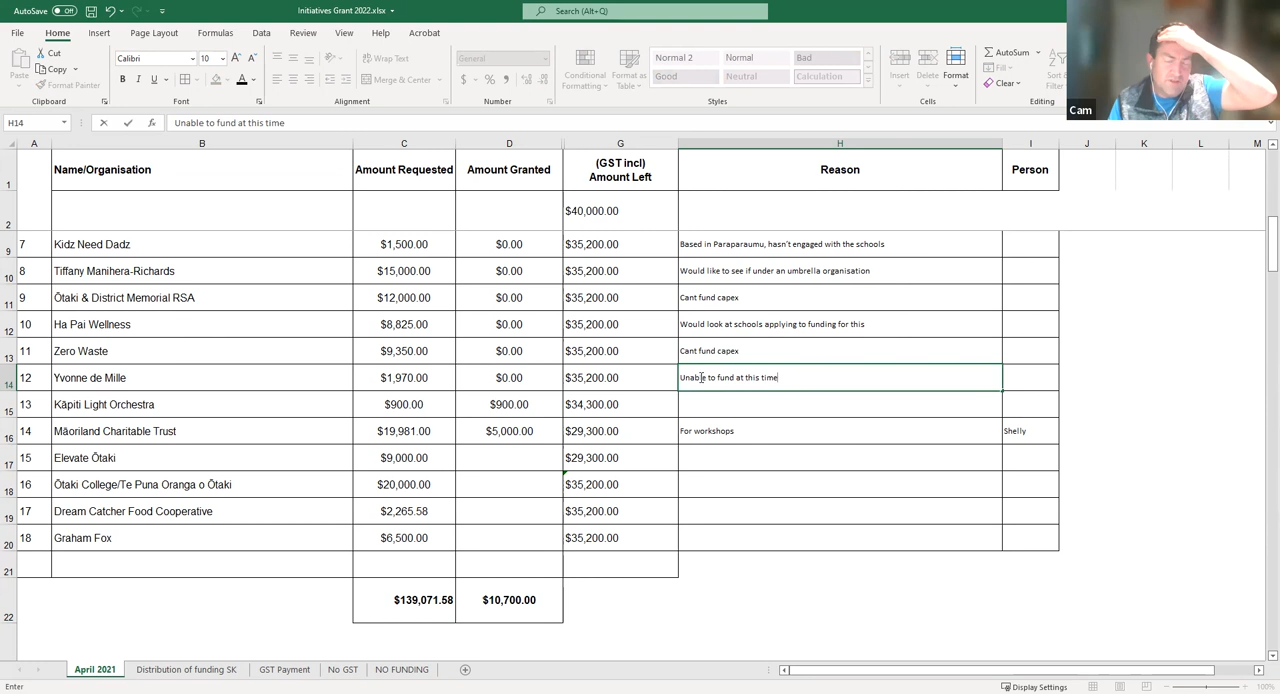 AutoSave Off Initiatives Grant 2022.xlsx Search (Alt+Q)
File Home Insert Page Layout Formulas Data Review View Help Acrobat
Paste Cut Copy Format Painter Clipboard
Calibri 10 B I U Font
Wrap Text Merge & Center Alignment
General $ % Number
Conditional Formatting Format as Table Normal 2 Normal Bad Good Neutral Calculation Styles
Insert Delete Format Cells
AutoSum Fill Clear Editing
Cam
H14 fx Unable to fund at this time
A B C D G H I J K L M
1 Name/Organisation Amount Requested Amount Granted (GST incl) Amount Left Reason Person
2 $40,000.00
9 7 Kidz Need Dadz $1,500.00 $0.00 $35,200.00 Based in Paraparaumu, hasn't engaged with the schools
10 8 Tiffany Manihera-Richards $15,000.00 $0.00 $35,200.00 Would like to see if under an umbrella organisation
11 9 Ōtaki & District Memorial RSA $12,000.00 $0.00 $35,200.00 Cant fund capex
12 10 Ha Pai Wellness $8,825.00 $0.00 $35,200.00 Would look at schools applying to funding for this
13 11 Zero Waste $9,350.00 $0.00 $35,200.00 Cant fund capex
14 12 Yvonne de Mille $1,970.00 $0.00 $35,200.00 Unable to fund at this time
15 13 Kāpiti Light Orchestra $900.00 $900.00 $34,300.00
16 14 Māoriland Charitable Trust $19,981.00 $5,000.00 $29,300.00 For workshops Shelly
17 15 Elevate Ōtaki $9,000.00 $29,300.00
18 16 Ōtaki College/Te Puna Oranga o Ōtaki $20,000.00 $35,200.00
19 17 Dream Catcher Food Cooperative $2,265.58 $35,200.00
20 18 Graham Fox $6,500.00 $35,200.00
21
22 $139,071.58 $10,700.00
April 2021 Distribution of funding SK GST Payment No GST NO FUNDING
Enter Display Settings 100%